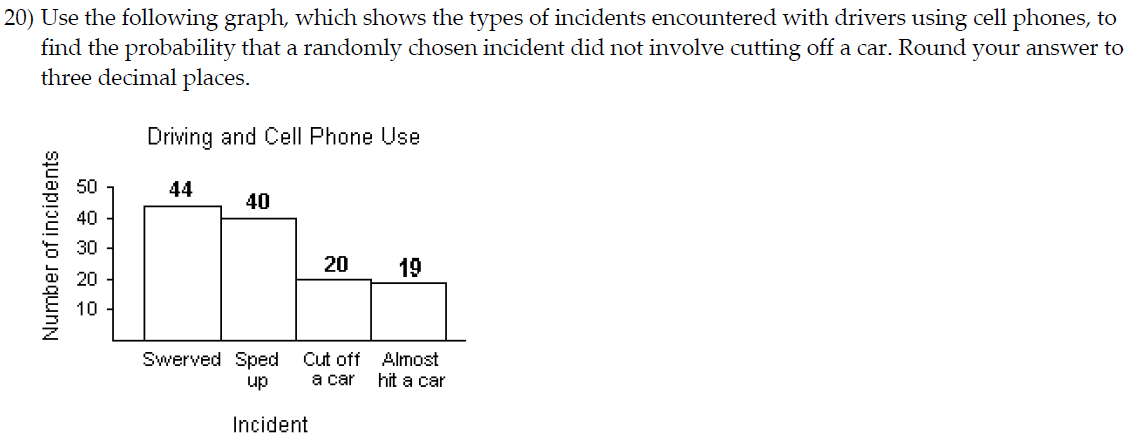 20) Use the following graph, which shows the types of incidents encountered with drivers using cell phones, to
find the probability that a randomly chosen incident did not involve cutting off a car. Round your answer to
three decimal places.
Driving and Cell Phone Use
Number of incidents
50
40
30
20
10
44
40
20
19
Swerved Sped Cut off Almost
up a car hit a car
Incident